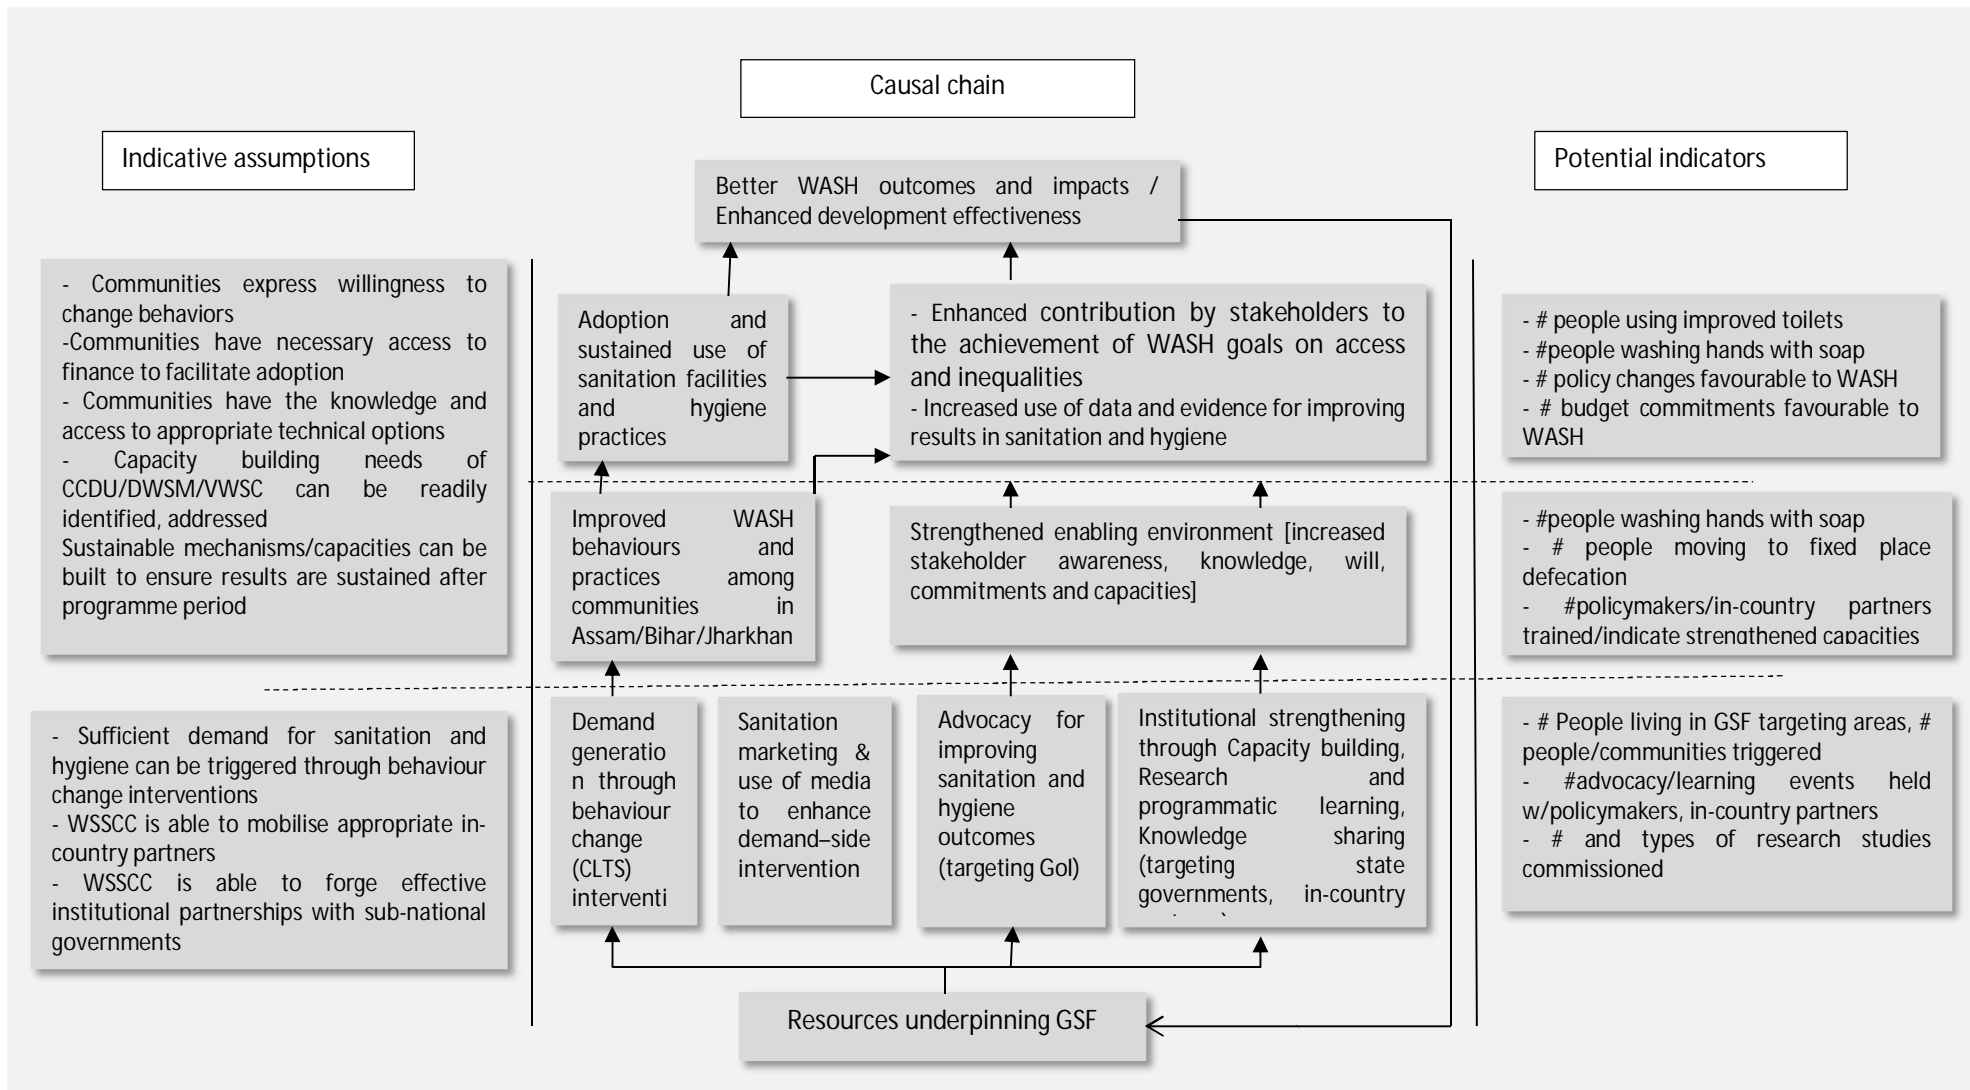 Causal chain
Indicative assumptions
Potential indicators
Better WASH outcomes and impacts /
Enhanced development effectiveness
- Communities express willingness to
change behaviors
-Communities have necessary access to
finance to facilitate adoption
- Communities have the knowledge and
access to appropriate technical options
- Capacity building needs of
CCDU/DWSM/VWSC can be readily
identified, addressed
Sustainable mechanisms/capacities can be
built to ensure results are sustained after
programme period
Adoption and
sustained use of
sanitation facilities
and hygiene
practices
- Enhanced contribution by stakeholders to
the achievement of WASH goals on access
and inequalities
- Increased use of data and evidence for improving
results in sanitation and hygiene
- # people using improved toilets
- #people washing hands with soap
- # policy changes favourable to WASH
- # budget commitments favourable to
WASH
Improved WASH
behaviours and
practices among
communities in
Assam/Bihar/Jharkhan
Strengthened enabling environment [increased
stakeholder awareness, knowledge, will,
commitments and capacities]
- #people washing hands with soap
- # people moving to fixed place
defecation
- #policymakers/in-country partners
trained/indicate strengthened capacities
- Sufficient demand for sanitation and
hygiene can be triggered through behaviour
change interventions
- WSSCC is able to mobilise appropriate in-
country partners
- WSSCC is able to forge effective
institutional partnerships with sub-national
governments
Demand
generatio
n through
behaviour
change
(CLTS)
interventi
Sanitation
marketing &
use of media
to enhance
demand–side
intervention
Advocacy for
improving
sanitation and
hygiene
outcomes
(targeting GoI)
Institutional strengthening
through Capacity building,
Research and
programmatic learning,
Knowledge sharing
(targeting state
governments, in-country
- # People living in GSF targeting areas, #
people/communities triggered
- #advocacy/learning events held
w/policymakers, in-country partners
- # and types of research studies
commissioned
Resources underpinning GSF